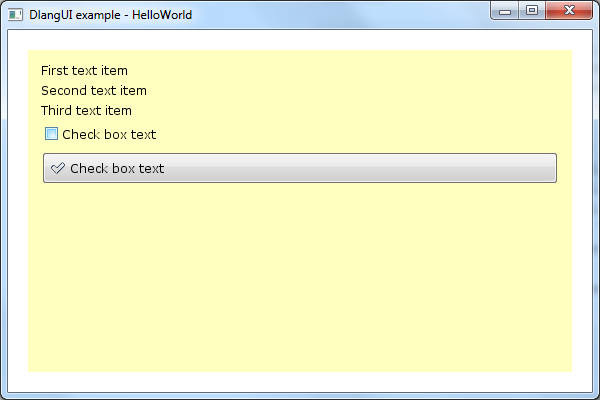 DlangUI example - HelloWorld
First text item
Second text item
Third text item
Check box text
Check box text